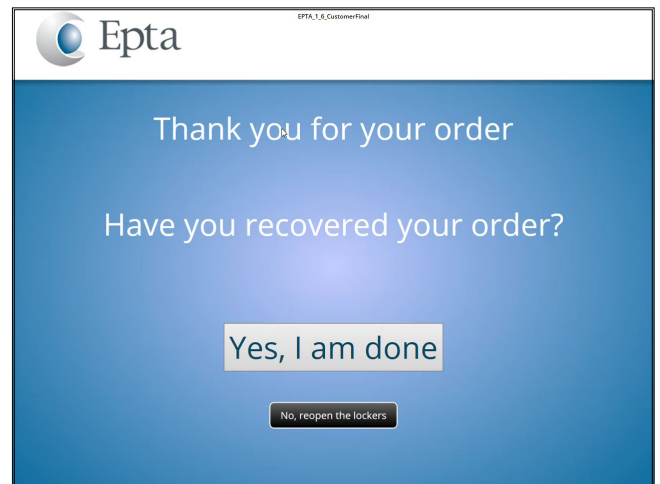 EPTA_1_6_CustomerFinal
Epta
Thank you for your order
Have you recovered your order?
Yes, I am done
No, reopen the lockers